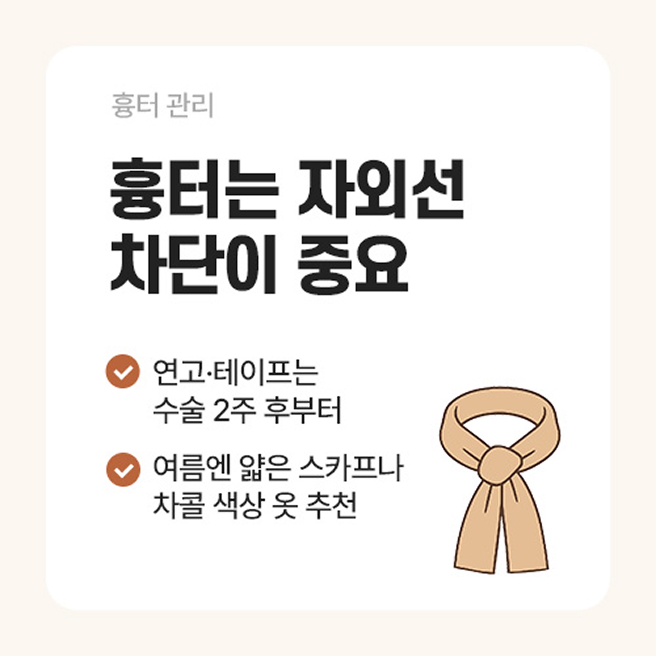 흉터 관리
흉터는 자외선
차단이 중요
연고·테이프는
수술 2주 후부터
여름엔 얇은 스카프나
차콜 색상 옷 추천